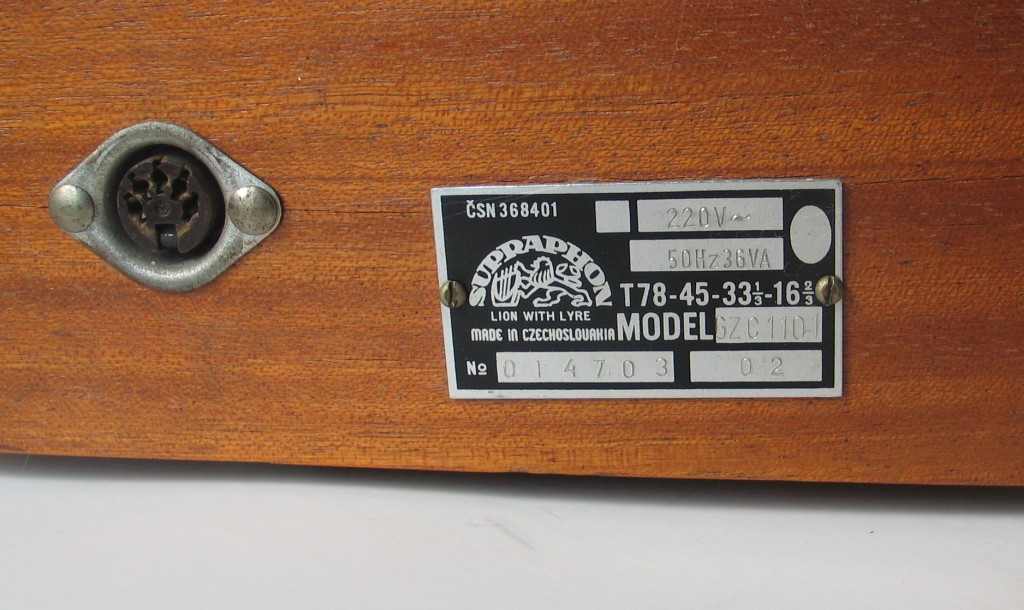 ČSN 368401
220V~
50Hz 36VA
SUPRAPHON
LION WITH LYRE
T78-45-33⅓-16⅔
MADE IN CZECHOSLOVAKIA MODEL GZC 110-1
No 014703 02